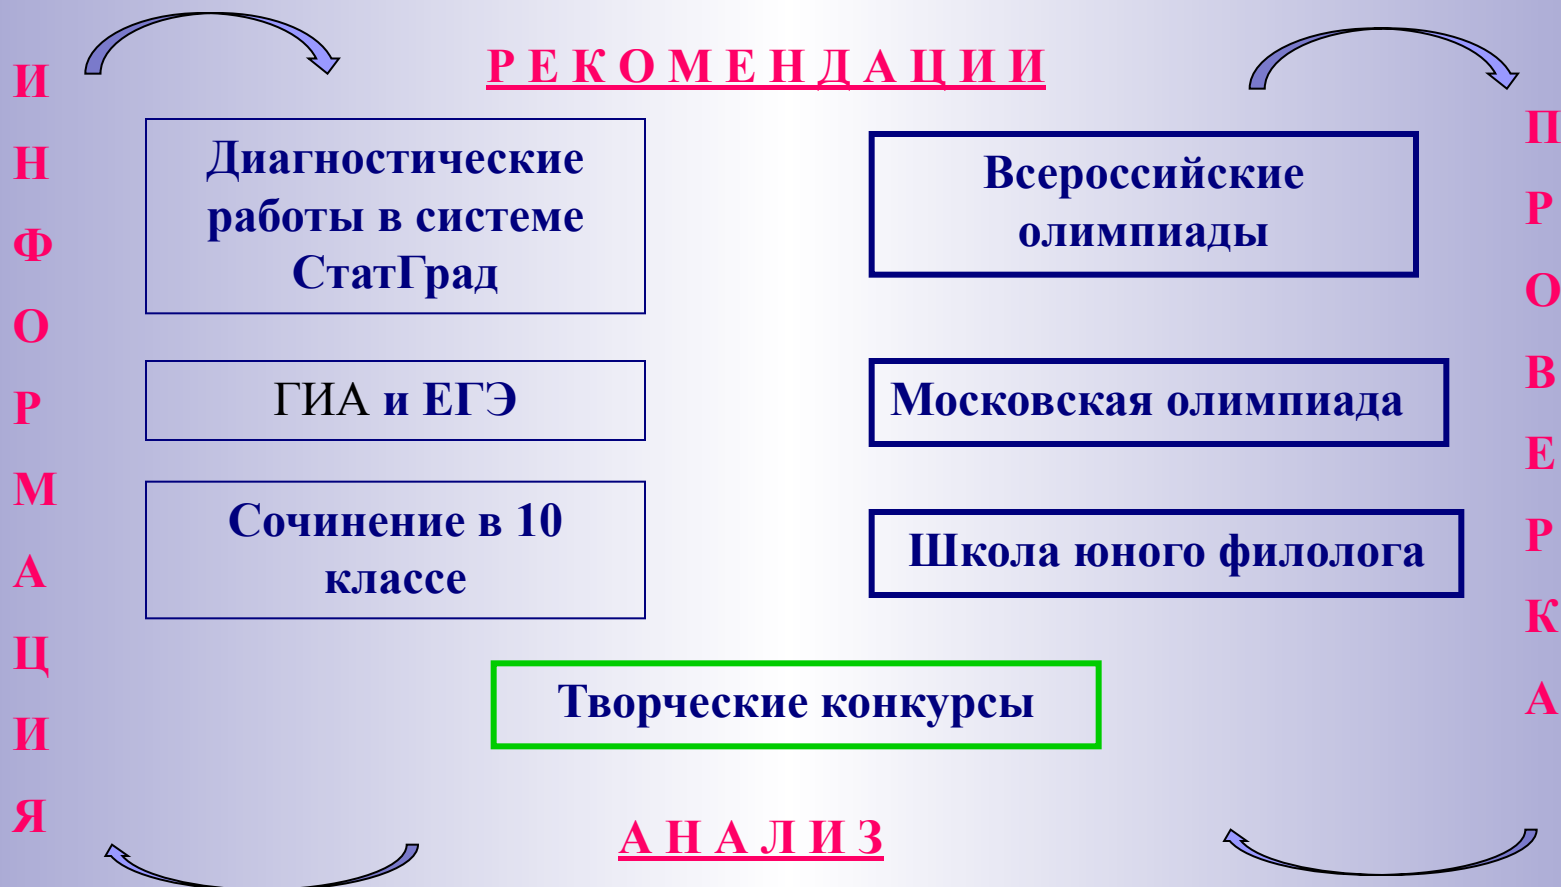 Р Е К О М Е Н Д А Ц И И
И Н Ф О Р М А Ц И Я
Диагностические
работы в системе
СтатГрад
ГИА и ЕГЭ
Сочинение в 10
классе
Всероссийские
олимпиады
Московская олимпиада
Школа юного филолога
П Р О В Е Р К А
Творческие конкурсы
А Н А Л И З